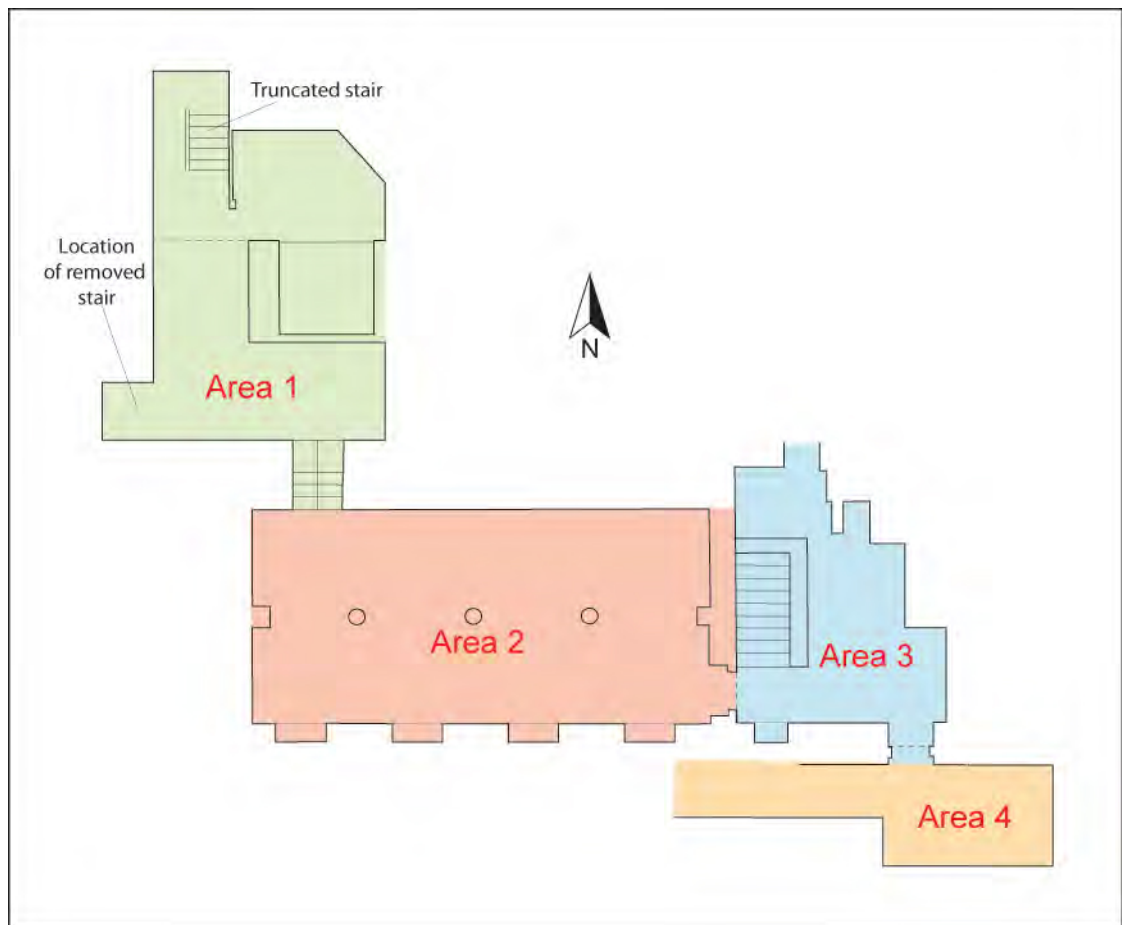 Truncated stair
Location
of removed
stair
N
Area 1
Area 2
Area 3
Area 4